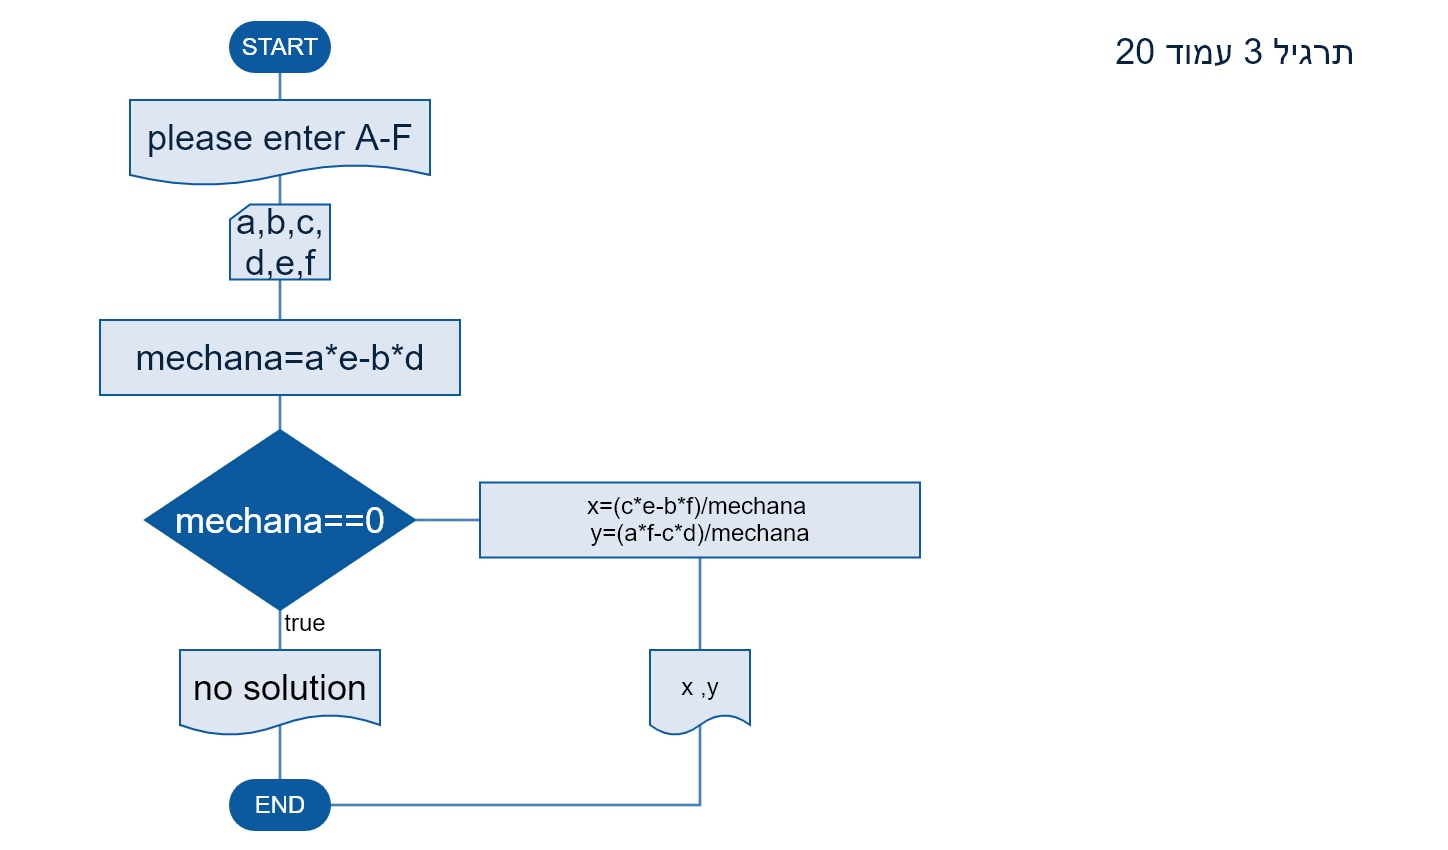 תרגיל 3 עמוד 20
START
please enter A-F
a,b,c,
d,e,f
mechana=a*e-b*d
mechana==0
x=(c*e-b*f)/mechana
y=(a*f-c*d)/mechana
true
no solution
x ,y
END